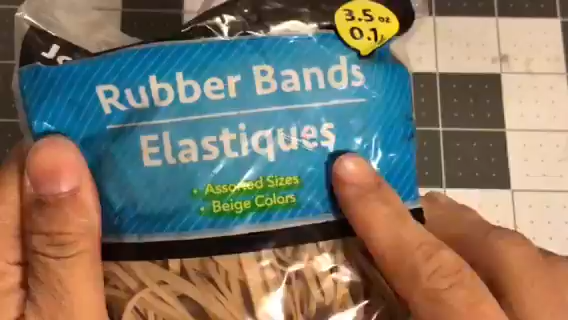 3.5 oz
Rubber Bands
Elastiques
• Assorted Sizes
• Beige Colors